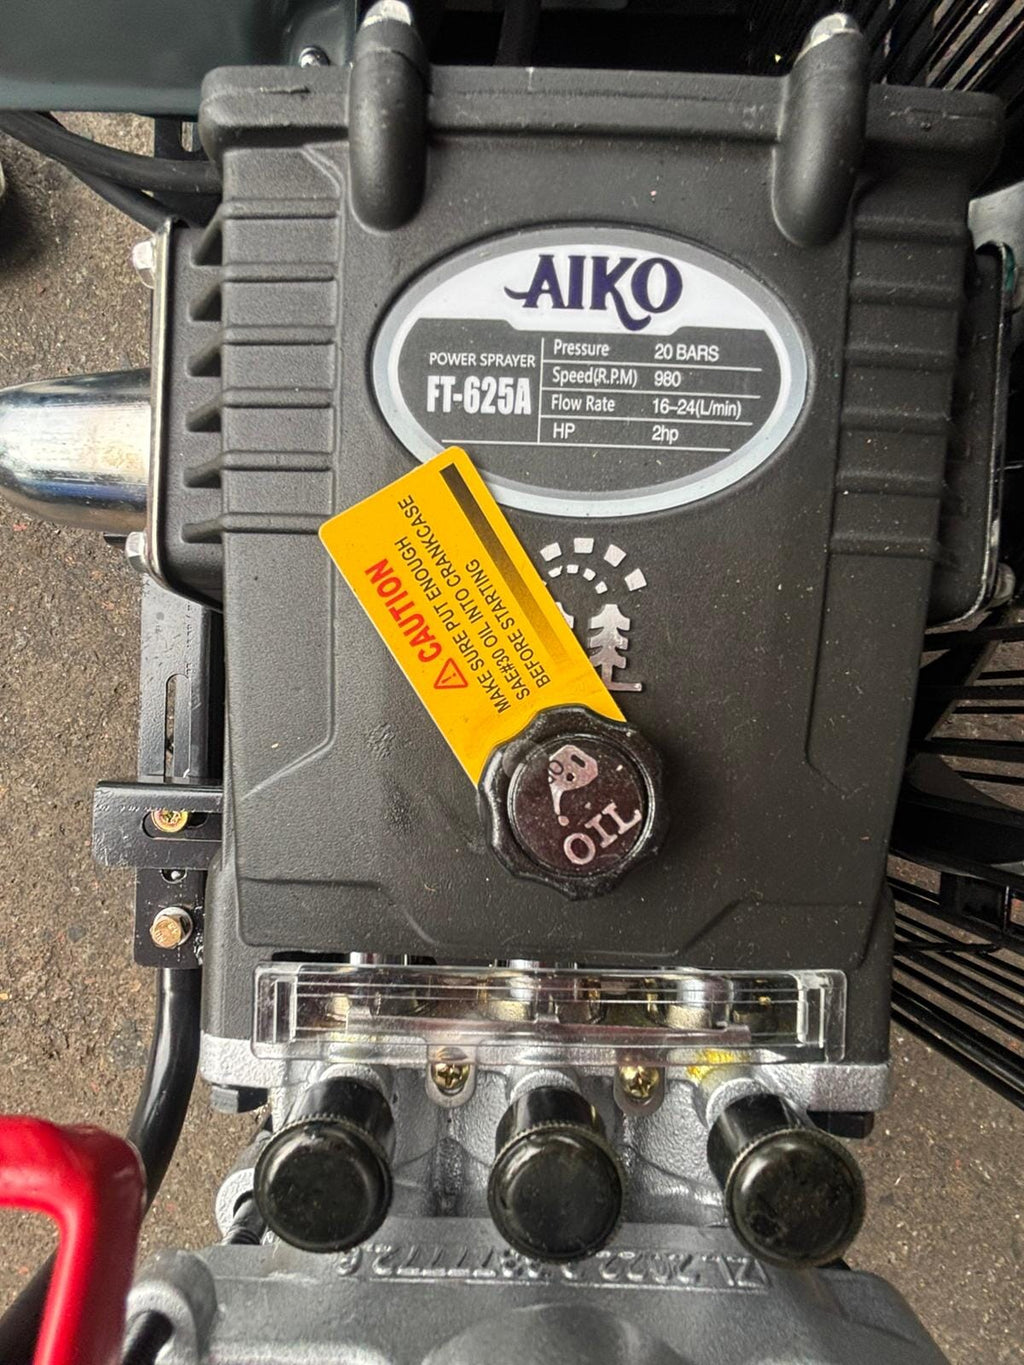 AIKO
POWER SPRAYER
FT-625A
Pressure 20 BARS
Speed(R.P.M) 980
Flow Rate 16-24(L/min)
HP 2hp
CAUTION
MAKE SURE PUT ENOUGH
SAE#30 OIL INTO CRANKCASE
BEFORE STARTING
OIL